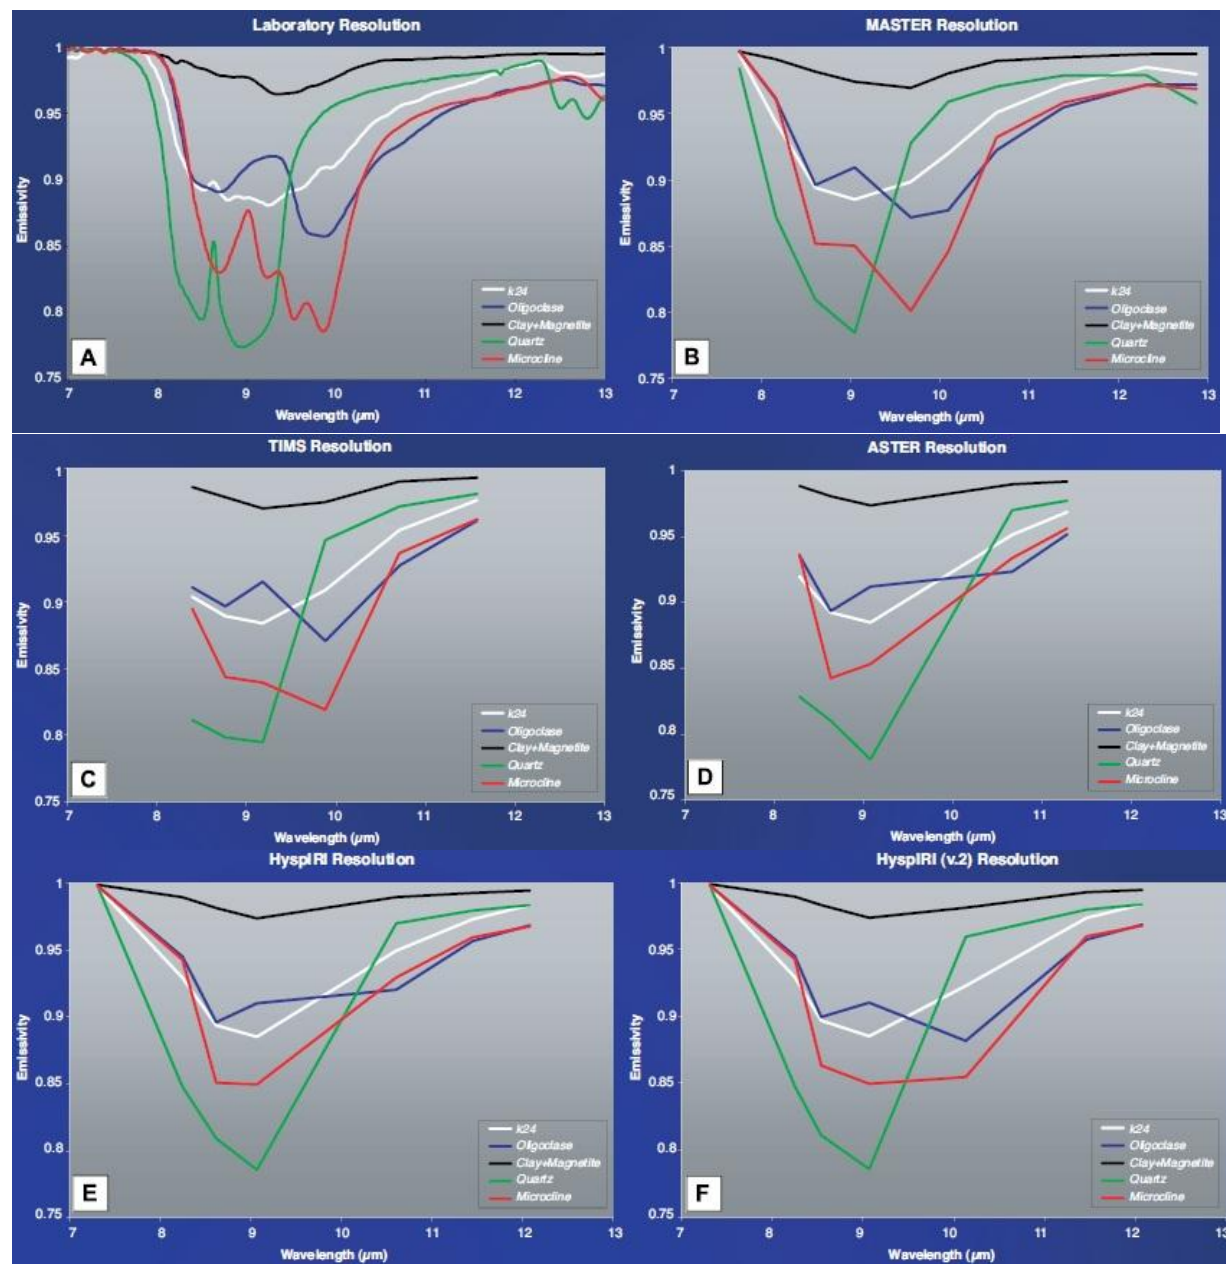 Laboratory Resolution
1
0.95
0.9
0.85
0.8
0.75
Emissivity
7 8 9 10 11 12 13
Wavelength (µm)
k24
Oligoclase
Clay+Magnetite
Quartz
Microcline
A
MASTER Resolution
1
0.95
0.9
0.85
0.8
0.75
Emissivity
7 8 9 10 11 12 13
Wavelength (µm)
k24
Oligoclase
Clay+Magnetite
Quartz
Microcline
B
TIMS Resolution
1
0.95
0.9
0.85
0.8
0.75
Emissivity
7 8 9 10 11 12 13
Wavelength (µm)
k24
Oligoclase
Clay+Magnetite
Quartz
Microcline
C
ASTER Resolution
1
0.95
0.9
0.85
0.8
0.75
Emissivity
7 8 9 10 11 12 13
Wavelength (µm)
k24
Oligoclase
Clay+Magnetite
Quartz
Microcline
D
HyspIRI Resolution
1
0.95
0.9
0.85
0.8
0.75
Emissivity
7 8 9 10 11 12 13
Wavelength (µm)
k24
Oligoclase
Clay+Magnetite
Quartz
Microcline
E
HyspIRI (v.2) Resolution
1
0.95
0.9
0.85
0.8
0.75
Emissivity
7 8 9 10 11 12 13
Wavelength (µm)
k24
Oligoclase
Clay+Magnetite
Quartz
Microcline
F